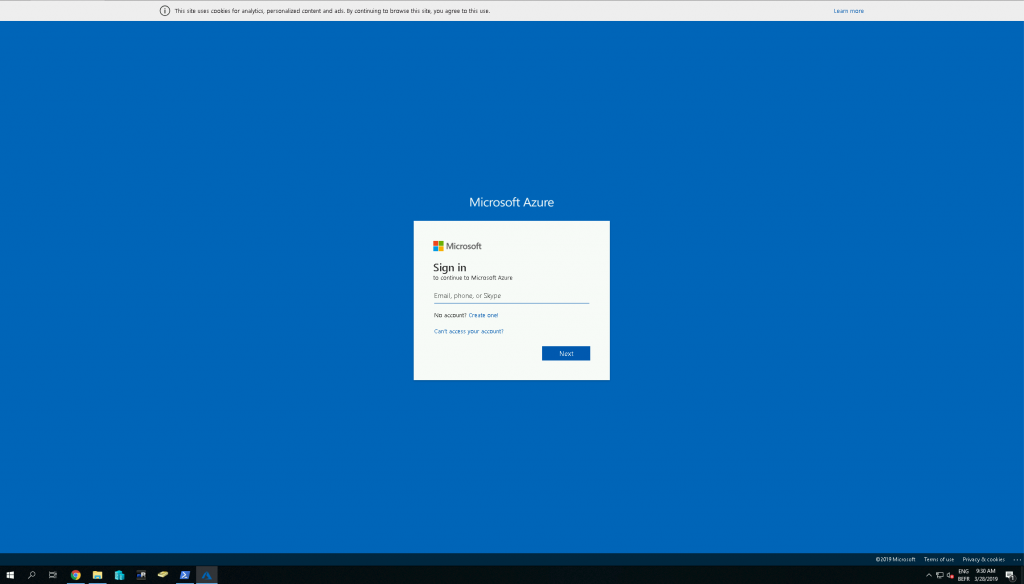 This site uses cookies for analytics, personalized content and ads. By continuing to browse this site, you agree to this use.
Learn more
Microsoft Azure
Microsoft
Sign in
to continue to Microsoft Azure
Email, phone, or Skype
No account? Create one!
Can't access your account?
Next
©2019 Microsoft Terms of use Privacy & cookies ...
ENG 9:30 AM
BEFR 3/28/2019